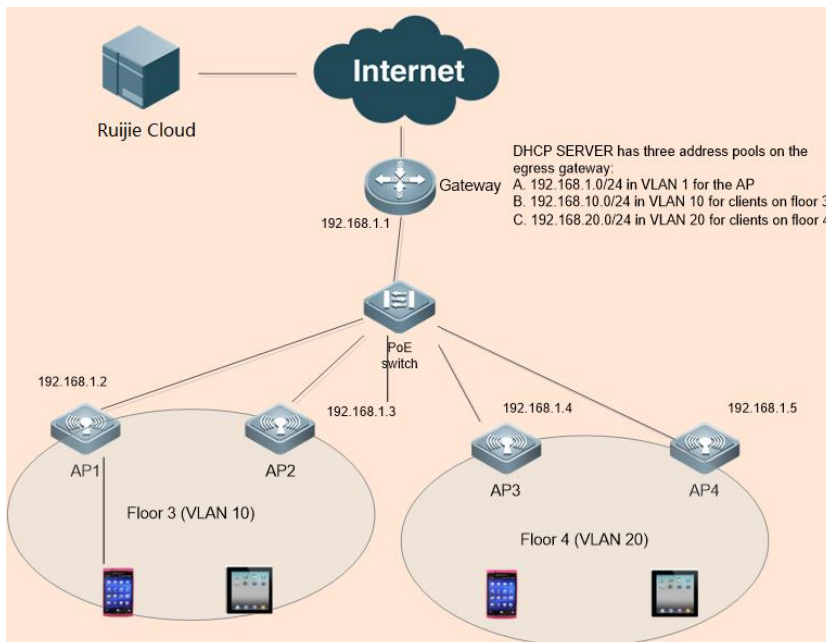 Internet
Ruijie Cloud
DHCP SERVER has three address pools on the
egress gateway:
A. 192.168.1.0/24 in VLAN 1 for the AP
B. 192.168.10.0/24 in VLAN 10 for clients on floor 3
C. 192.168.20.0/24 in VLAN 20 for clients on floor 4
Gateway
192.168.1.1
PoE
switch
192.168.1.2
192.168.1.3
192.168.1.4
192.168.1.5
AP1
AP2
AP3
AP4
Floor 3 (VLAN 10)
Floor 4 (VLAN 20)